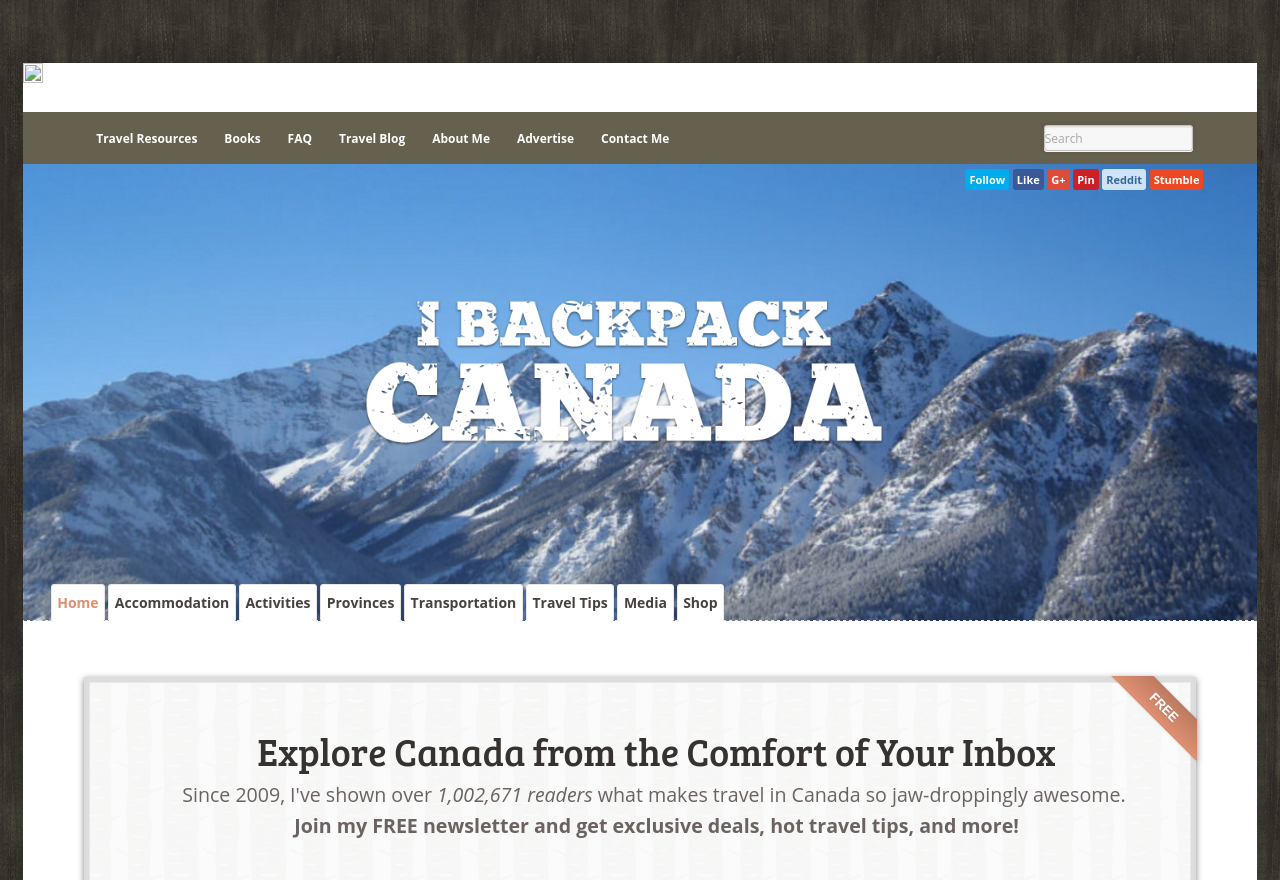 Travel Resources Books FAQ Travel Blog About Me Advertise Contact Me Search
Follow Like G+ Pin Reddit Stumble
I BACKPACK
CANADA
Home Accommodation Activities Provinces Transportation Travel Tips Media Shop
FREE
Explore Canada from the Comfort of Your Inbox
Since 2009, I've shown over 1,002,671 readers what makes travel in Canada so jaw-droppingly awesome.
Join my FREE newsletter and get exclusive deals, hot travel tips, and more!